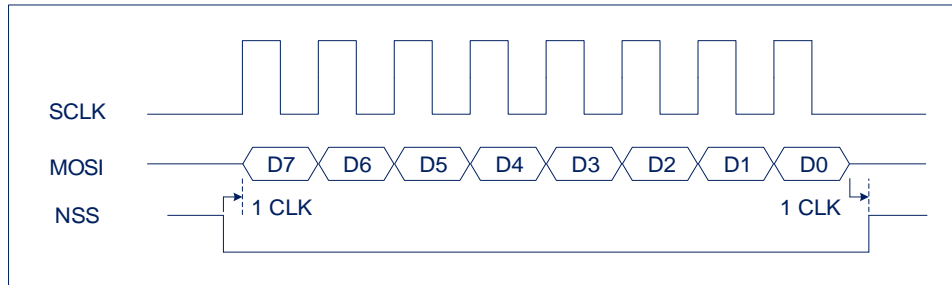 SCLK
MOSI D7 D6 D5 D4 D3 D2 D1 D0
1 CLK 1 CLK
NSS